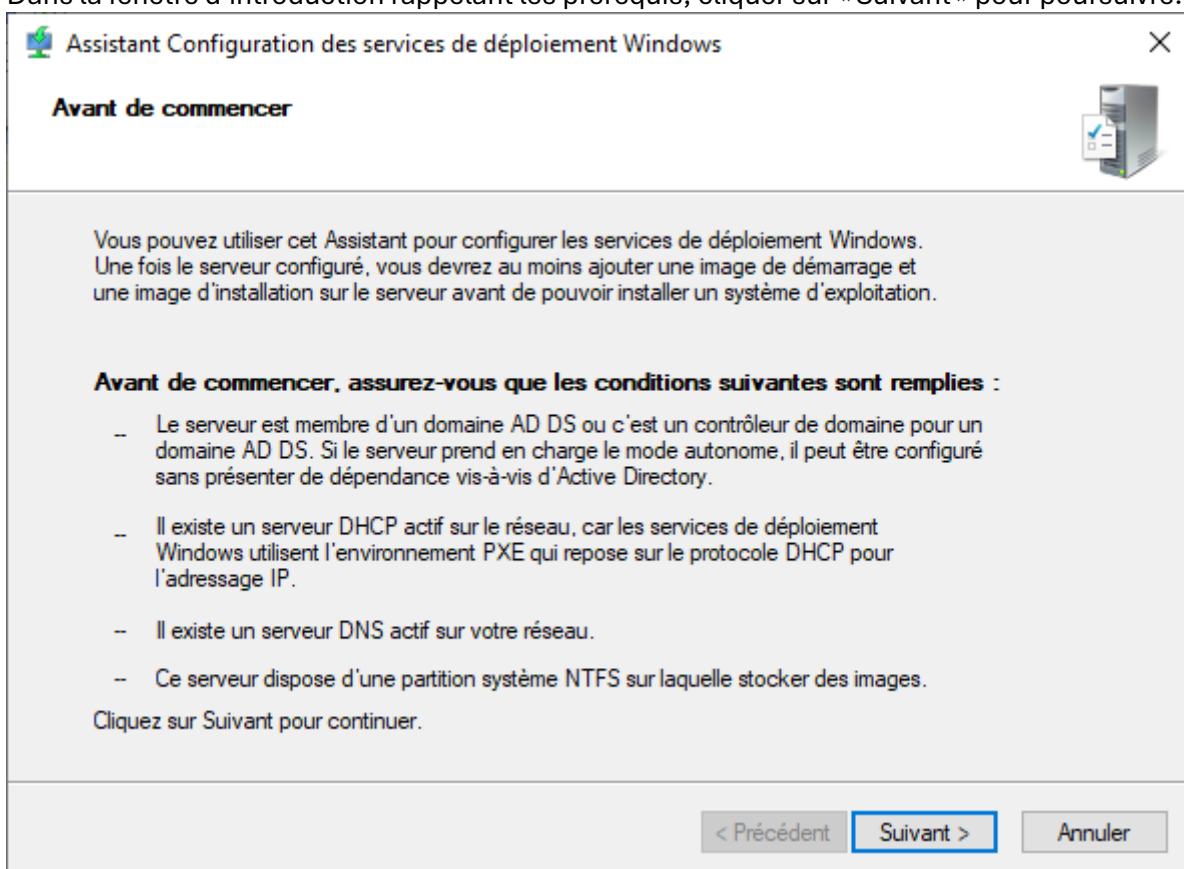 Dans la fenêtre d'introduction rappelant les prérequis, cliquer sur « Suivant » pour poursuivre.
Assistant Configuration des services de déploiement Windows
Avant de commencer
Vous pouvez utiliser cet Assistant pour configurer les services de déploiement Windows.
Une fois le serveur configuré, vous devrez au moins ajouter une image de démarrage et
une image d'installation sur le serveur avant de pouvoir installer un système d'exploitation.
Avant de commencer, assurez-vous que les conditions suivantes sont remplies :
-- Le serveur est membre d'un domaine AD DS ou c'est un contrôleur de domaine pour un
domaine AD DS. Si le serveur prend en charge le mode autonome, il peut être configuré
sans présenter de dépendance vis-à-vis d'Active Directory.
-- Il existe un serveur DHCP actif sur le réseau, car les services de déploiement
Windows utilisent l'environnement PXE qui repose sur le protocole DHCP pour
l'adressage IP.
-- Il existe un serveur DNS actif sur votre réseau.
-- Ce serveur dispose d'une partition système NTFS sur laquelle stocker des images.
Cliquez sur Suivant pour continuer.
< Précédent Suivant > Annuler